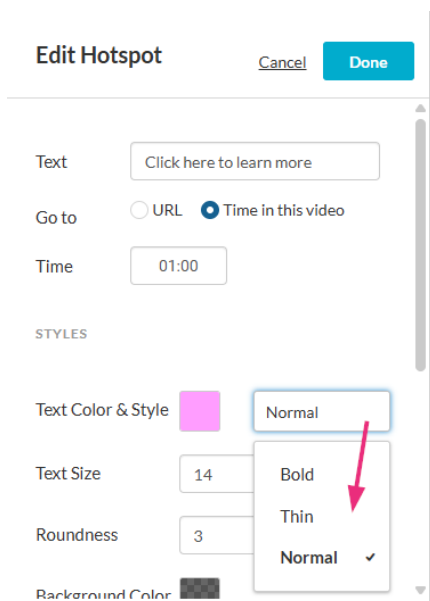 Edit Hotspot Cancel Done
Text Click here to learn more
Go to URL Time in this video
Time 01:00
STYLES
Text Color & Style Normal
Text Size 14 Bold
Thin
Roundness 3
Normal
Background Color